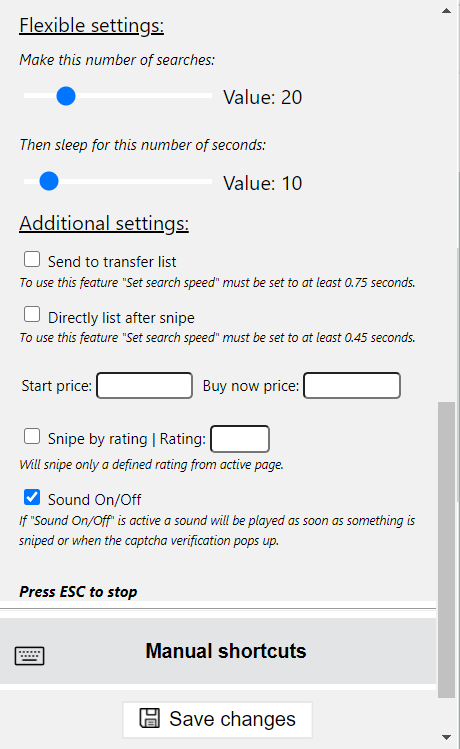 Flexible settings:
Make this number of searches:
Value: 20
Then sleep for this number of seconds:
Value: 10
Additional settings:
Send to transfer list
To use this feature "Set search speed" must be set to at least 0.75 seconds.
Directly list after snipe
To use this feature "Set search speed" must be set to at least 0.45 seconds.
Start price: Buy now price:
Snipe by rating | Rating:
Will snipe only a defined rating from active page.
Sound On/Off
If "Sound On/Off" is active a sound will be played as soon as something is
sniped or when the captcha verification pops up.
Press ESC to stop
Manual shortcuts
Save changes